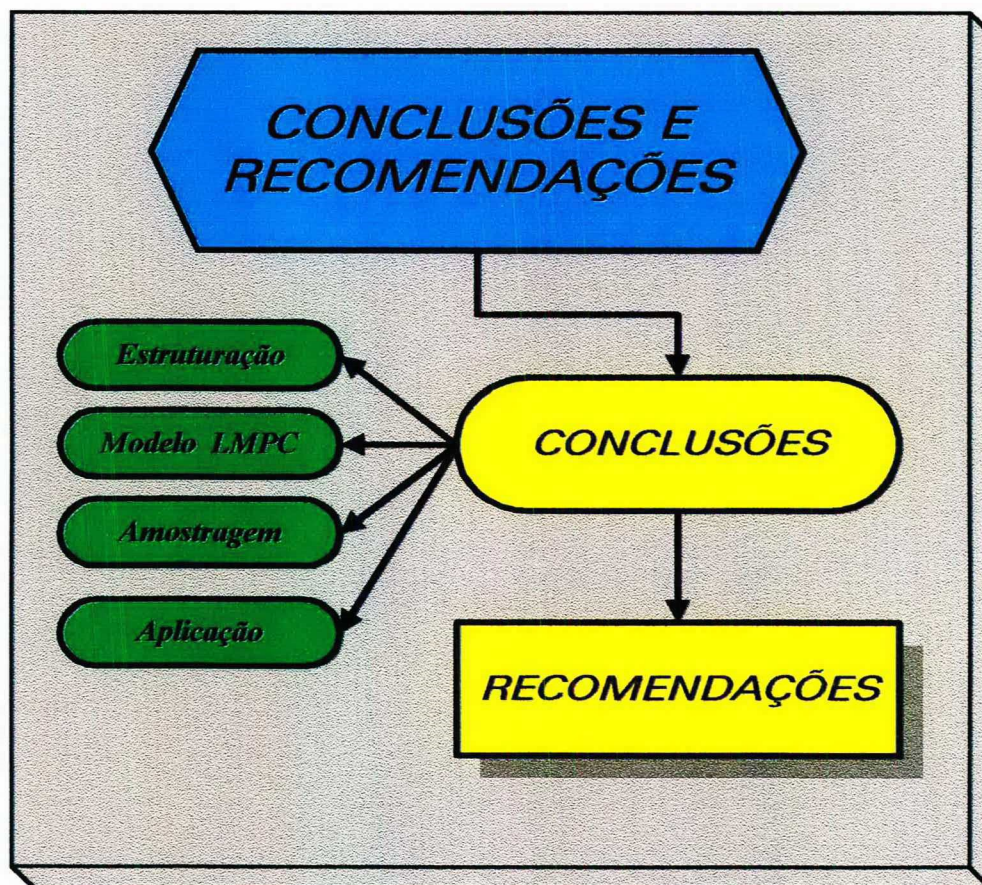 CONCLUSÕES E
RECOMENDAÇÕES
Estruturação
Modelo LMPC
Amostragem
Aplicação
CONCLUSÕES
RECOMENDAÇÕES